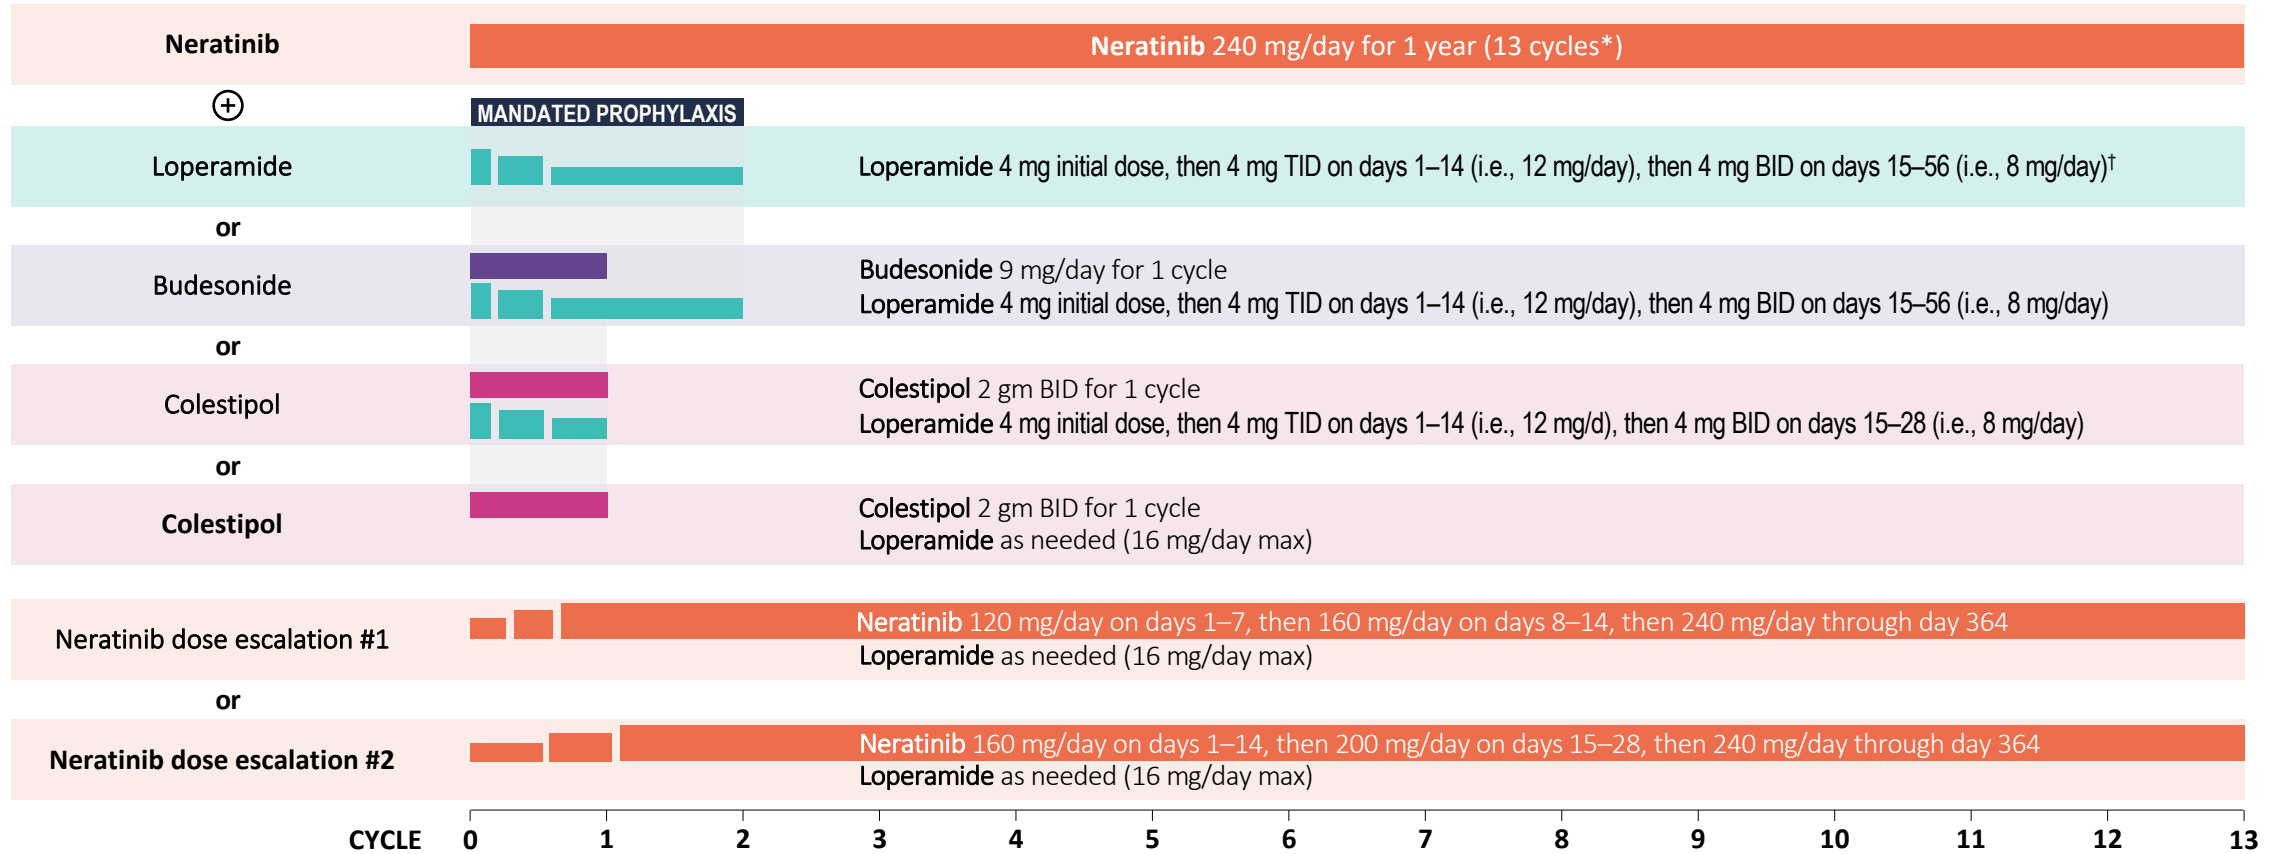 Neratinib
Neratinib 240 mg/day for 1 year (13 cycles*)
+
MANDATED PROPHYLAXIS
Loperamide
Loperamide 4 mg initial dose, then 4 mg TID on days 1–14 (i.e., 12 mg/day), then 4 mg BID on days 15–56 (i.e., 8 mg/day)†
or
Budesonide
Budesonide 9 mg/day for 1 cycle
Loperamide 4 mg initial dose, then 4 mg TID on days 1–14 (i.e., 12 mg/day), then 4 mg BID on days 15–56 (i.e., 8 mg/day)
or
Colestipol
Colestipol 2 gm BID for 1 cycle
Loperamide 4 mg initial dose, then 4 mg TID on days 1–14 (i.e., 12 mg/d), then 4 mg BID on days 15–28 (i.e., 8 mg/day)
or
Colestipol
Colestipol 2 gm BID for 1 cycle
Loperamide as needed (16 mg/day max)
Neratinib dose escalation #1
Neratinib 120 mg/day on days 1–7, then 160 mg/day on days 8–14, then 240 mg/day through day 364
Loperamide as needed (16 mg/day max)
or
Neratinib dose escalation #2
Neratinib 160 mg/day on days 1–14, then 200 mg/day on days 15–28, then 240 mg/day through day 364
Loperamide as needed (16 mg/day max)
CYCLE 0 1 2 3 4 5 6 7 8 9 10 11 12 13